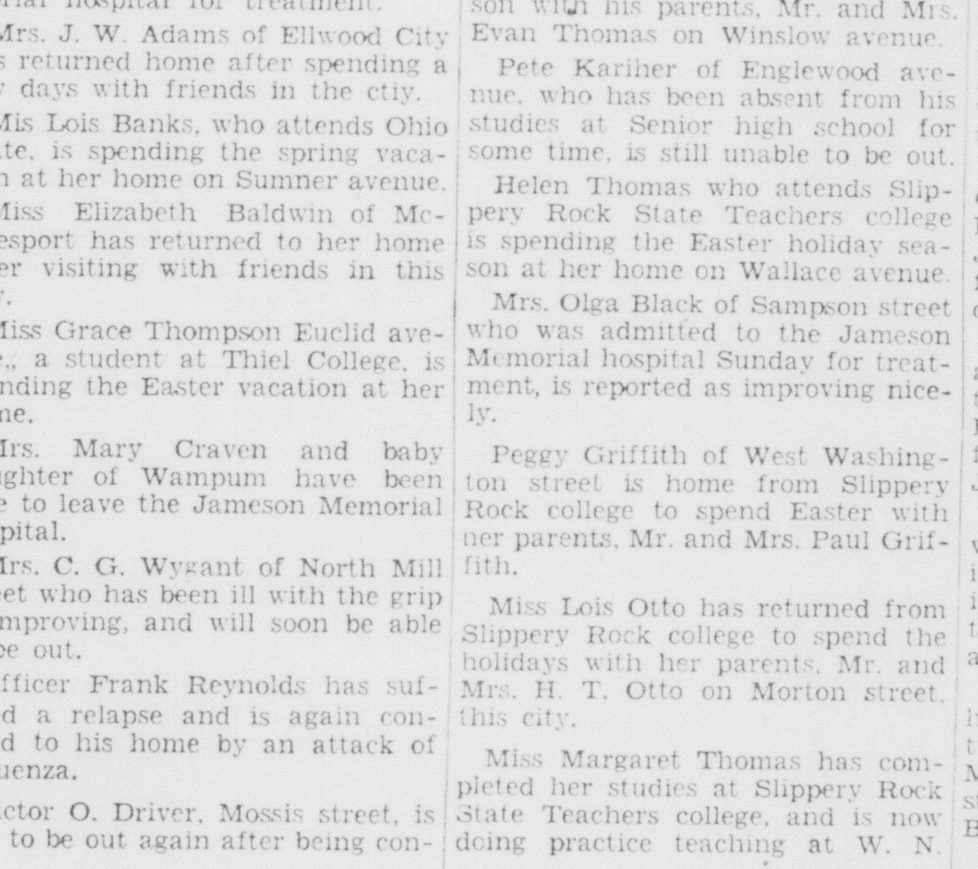 rial hospital for treatment.
Mrs. J. W. Adams of Ellwood City
s returned home after spending a
w days with friends in the ctiy.
Mis Lois Banks, who attends Ohio
ate, is spending the spring vaca-
n at her home on Sumner avenue.
Miss Elizabeth Baldwin of Mc-
esport has returned to her home
er visiting with friends in this
y.
Miss Grace Thompson Euclid ave-
e,, a student at Thiel College, is
nding the Easter vacation at her
me.
Mrs. Mary Craven and baby
ughter of Wampum have been
e to leave the Jameson Memorial
pital.
Mrs. C. G. Wygant of North Mill
eet who has been ill with the grip
improving, and will soon be able
be out.
fficer Frank Reynolds has suf-
d a relapse and is again con-
d to his home by an attack of
uenza.
ictor O. Driver, Mossis street, is
to be out again after being con-
son with his parents, Mr. and Mrs.
Evan Thomas on Winslow avenue.
Pete Kariher of Englewood ave-
nue, who has been absent from his
studies at Senior high school for
some time, is still unable to be out.
Helen Thomas who attends Slip-
pery Rock State Teachers college
is spending the Easter holiday sea-
son at her home on Wallace avenue.
Mrs. Olga Black of Sampson street
who was admitted to the Jameson
Memorial hospital Sunday for treat-
ment, is reported as improving nice-
ly.
Peggy Griffith of West Washing-
ton street is home from Slippery
Rock college to spend Easter with
her parents, Mr. and Mrs. Paul Grif-
fith.
Miss Lois Otto has returned from
Slippery Rock college to spend the
holidays with her parents, Mr. and
Mrs. H. T. Otto on Morton street,
this city.
Miss Margaret Thomas has com-
pleted her studies at Slippery Rock
State Teachers college, and is now
doing practice teaching at W. N.